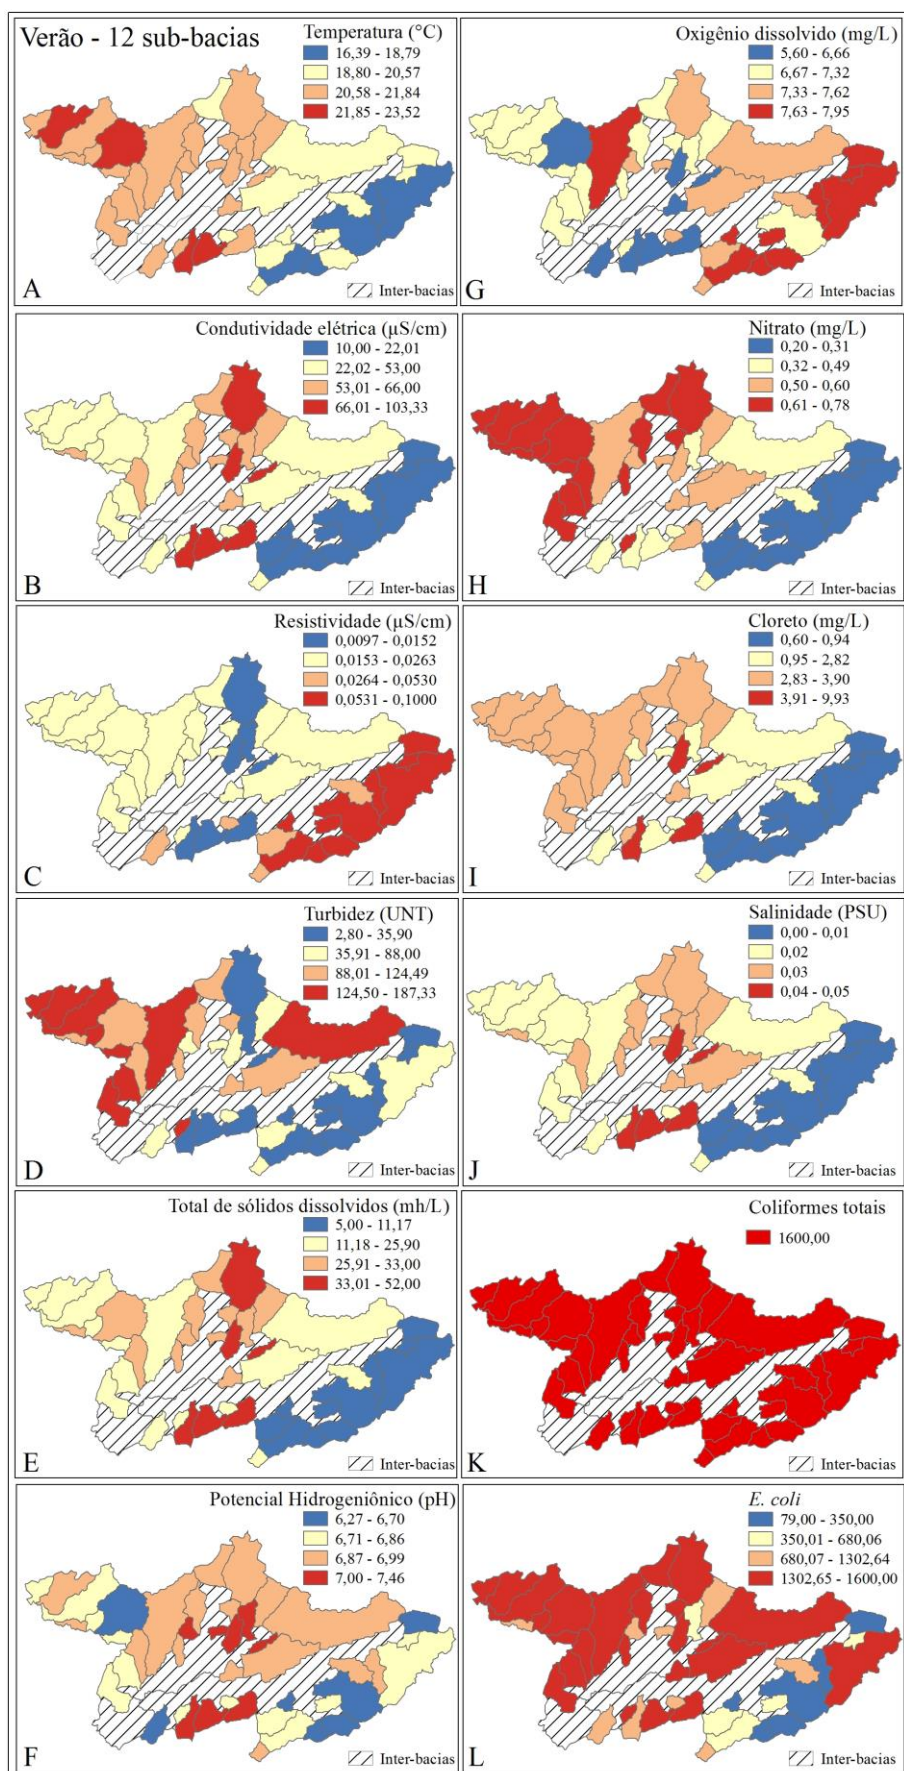 Verão - 12 sub-bacias
Temperatura (°C)
16,39 - 18,79
18,80 - 20,57
20,58 - 21,84
21,85 - 23,52
A
Inter-bacias
Oxigênio dissolvido (mg/L)
5,60 - 6,66
6,67 - 7,32
7,33 - 7,62
7,63 - 7,95
G
Inter-bacias
Condutividade elétrica (µS/cm)
10,00 - 22,01
22,02 - 53,00
53,01 - 66,00
66,01 - 103,33
B
Inter-bacias
Nitrato (mg/L)
0,20 - 0,31
0,32 - 0,49
0,50 - 0,60
0,61 - 0,78
H
Inter-bacias
Resistividade (µS/cm)
0,0097 - 0,0152
0,0153 - 0,0263
0,0264 - 0,0530
0,0531 - 0,1000
C
Inter-bacias
Cloreto (mg/L)
0,60 - 0,94
0,95 - 2,82
2,83 - 3,90
3,91 - 9,93
I
Inter-bacias
Turbidez (UNT)
2,80 - 35,90
35,91 - 88,00
88,01 - 124,49
124,50 - 187,33
D
Inter-bacias
Salinidade (PSU)
0,00 - 0,01
0,02
0,03
0,04 - 0,05
J
Inter-bacias
Total de sólidos dissolvidos (mh/L)
5,00 - 11,17
11,18 - 25,90
25,91 - 33,00
33,01 - 52,00
E
Inter-bacias
Coliformes totais
1600,00
K
Inter-bacias
Potencial Hidrogeniônico (pH)
6,27 - 6,70
6,71 - 6,86
6,87 - 6,99
7,00 - 7,46
F
Inter-bacias
E. coli
79,00 - 350,00
350,01 - 680,06
680,07 - 1302,64
1302,65 - 1600,00
L
Inter-bacias